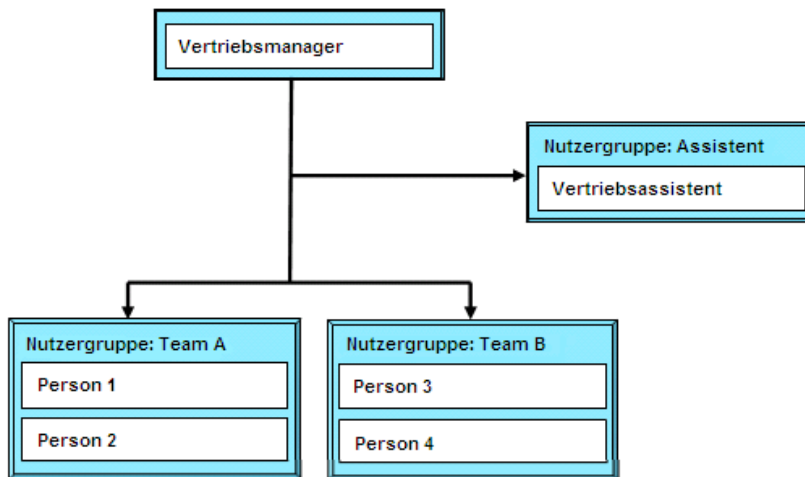 Vertriebsmanager
Nutzergruppe: Assistent
Vertriebsassistent
Nutzergruppe: Team A
Person 1
Person 2
Nutzergruppe: Team B
Person 3
Person 4